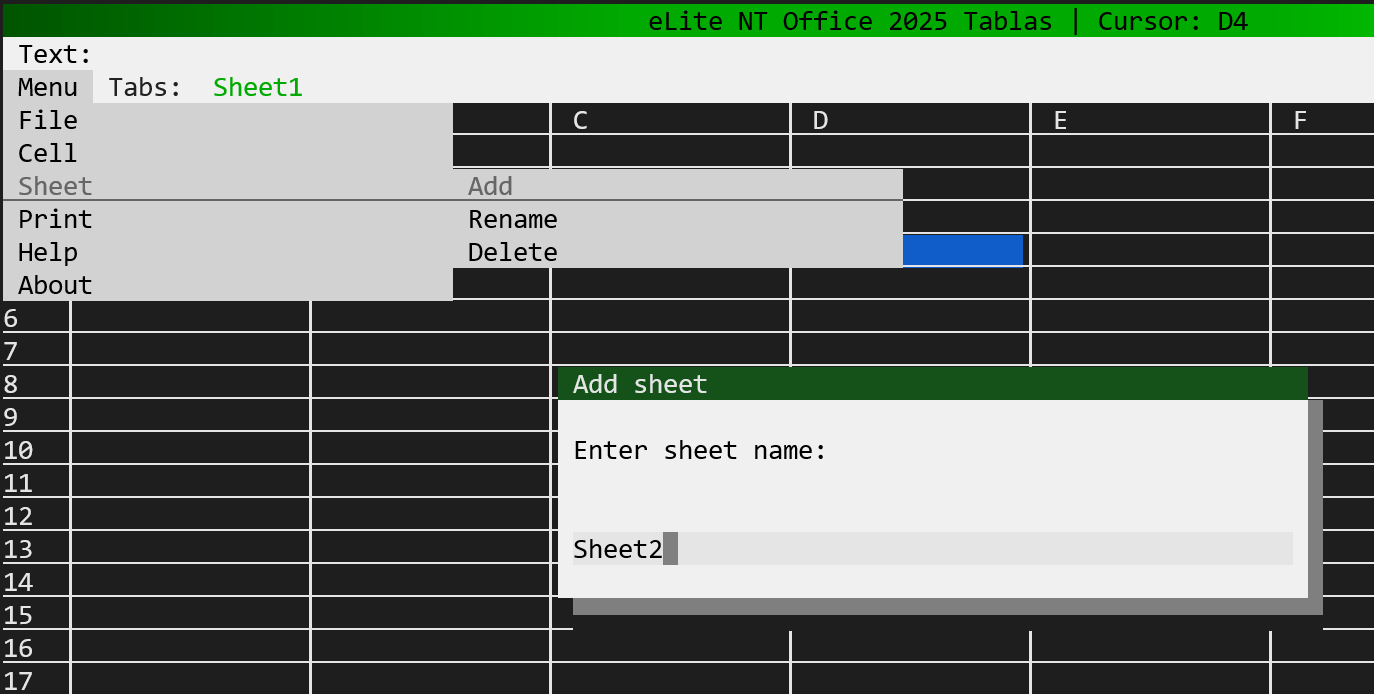 eLite NT Office 2025 Tablas | Cursor: D4
Text:
Menu Tabs: Sheet1
File C D E F
Cell
Sheet Add
Print Rename
Help Delete
About
6
7
8 Add sheet
9
10 Enter sheet name:
11
12
13 Sheet2
14
15
16
17